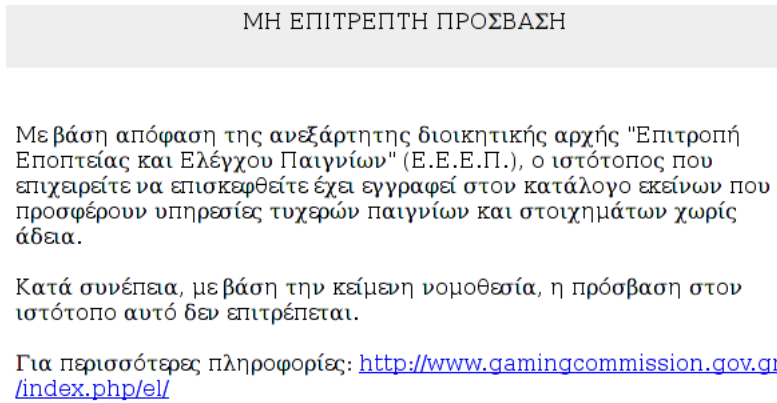 ΜΗ ΕΠΙΤΡΕΠΤΗ ΠΡΟΣΒΑΣΗ
Με βάση απόφαση της ανεξάρτητης διοικητικής αρχής "Επιτροπή
Εποπτείας και Ελέγχου Παιγνίων" (Ε.Ε.Ε.Π.), ο ιστότοπος που
επιχειρείτε να επισκεφθείτε έχει εγγραφεί στον κατάλογο εκείνων που
προσφέρουν υπηρεσίες τυχερών παιγνίων και στοιχημάτων χωρίς
άδεια.
Κατά συνέπεια, με βάση την κείμενη νομοθεσία, η πρόσβαση στον
ιστότοπο αυτό δεν επιτρέπεται.
Για περισσότερες πληροφορίες: http://www.gamingcommission.gov.gr
/index.php/el/